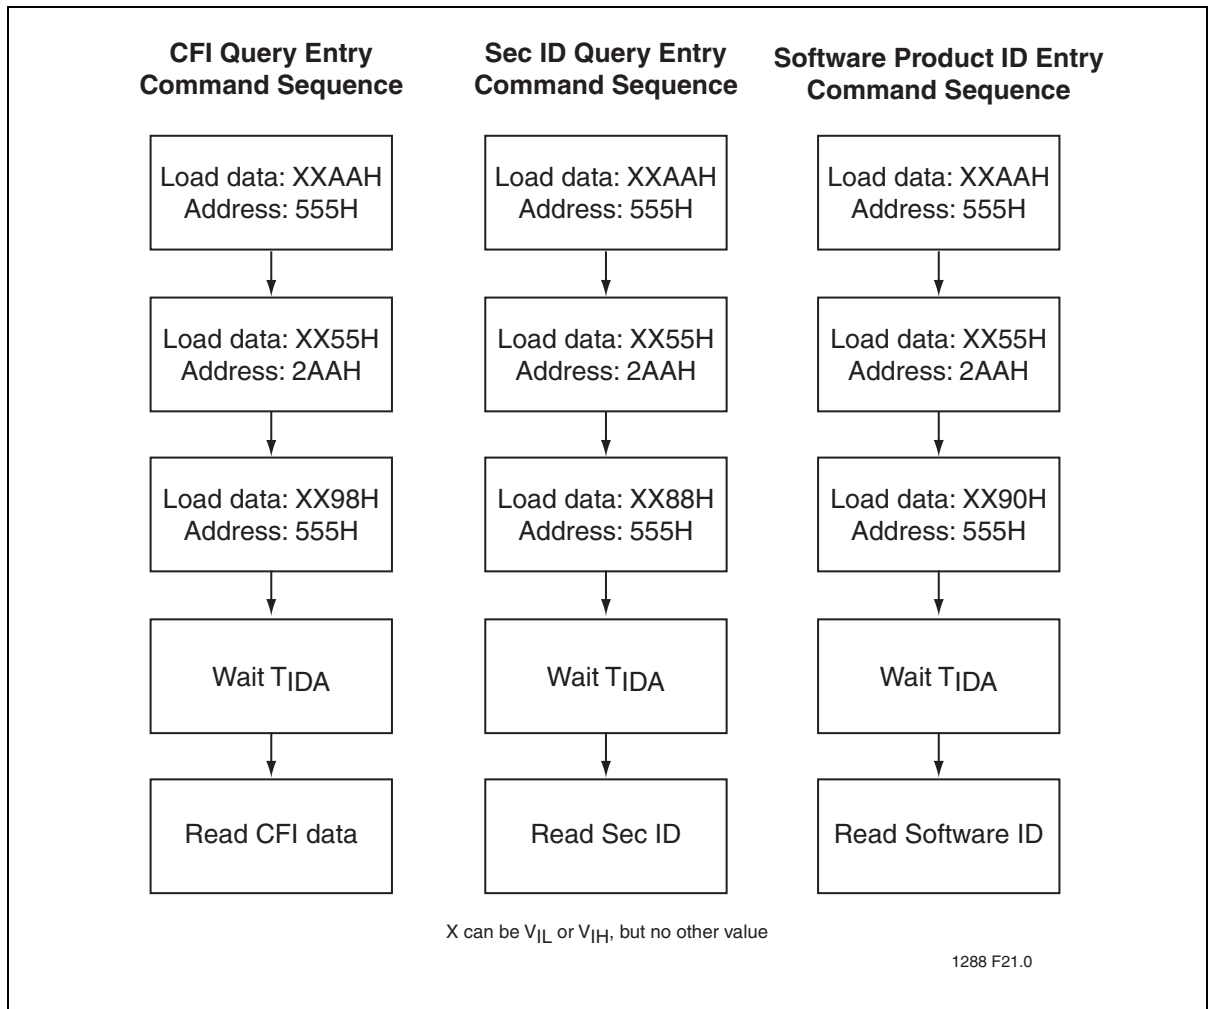 CFI Query Entry
Command Sequence
Load data: XXAAH
Address: 555H
Load data: XX55H
Address: 2AAH
Load data: XX98H
Address: 555H
Wait TIDA
Read CFI data
Sec ID Query Entry
Command Sequence
Load data: XXAAH
Address: 555H
Load data: XX55H
Address: 2AAH
Load data: XX88H
Address: 555H
Wait TIDA
Read Sec ID
Software Product ID Entry
Command Sequence
Load data: XXAAH
Address: 555H
Load data: XX55H
Address: 2AAH
Load data: XX90H
Address: 555H
Wait TIDA
Read Software ID
X can be VIL or VIH, but no other value
1288 F21.0